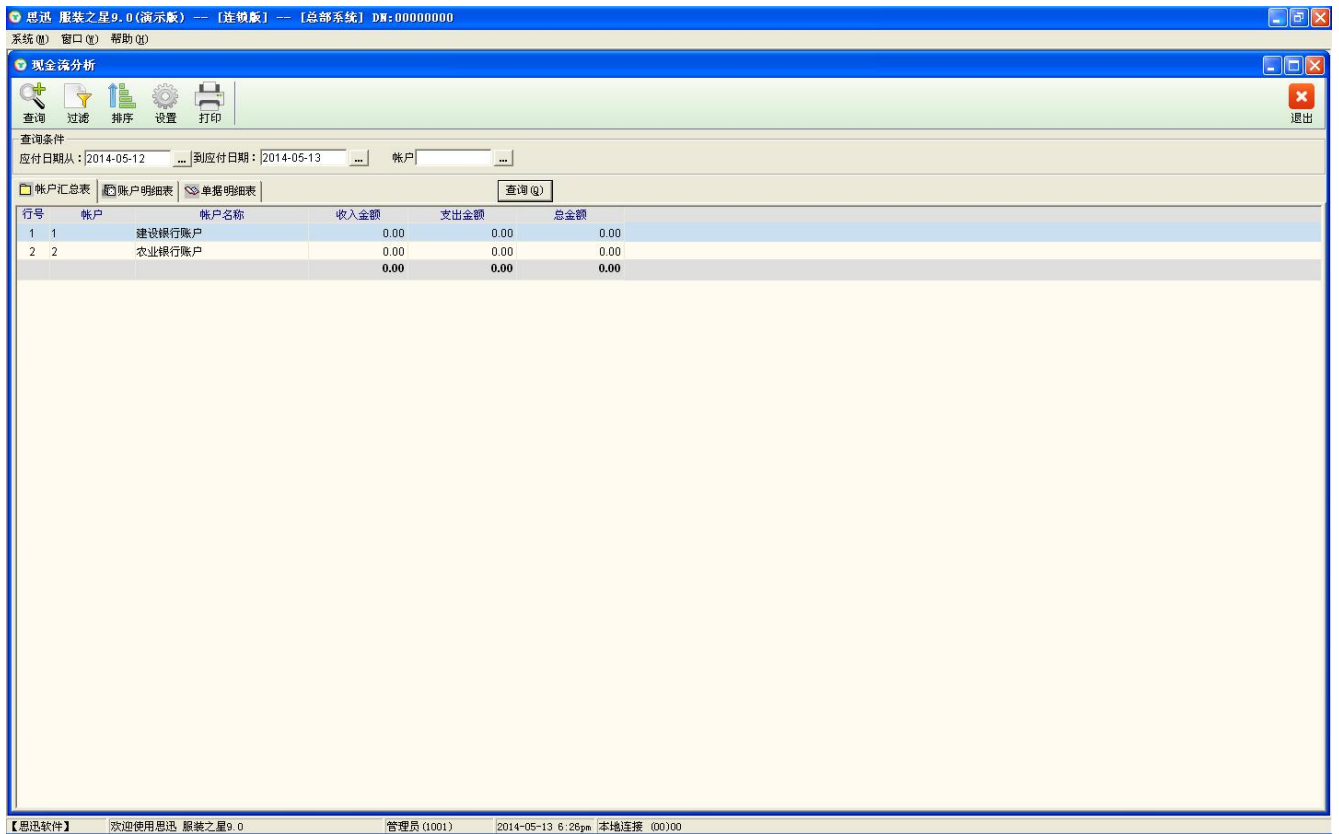 思迅 服装之星9.0(演示版) -- [连锁版] -- [总部系统] DN:00000000
系统(M) 窗口(W) 帮助(H)
现金流分析
查询 过滤 排序 设置 打印 退出
查询条件
应付日期从：2014-05-12 ... 到应付日期：2014-05-13 ... 帐户 ...
帐户汇总表 账户明细表 单据明细表 查询(Q)
行号 帐户 帐户名称 收入金额 支出金额 总金额
1 1 建设银行账户 0.00 0.00 0.00
2 2 农业银行账户 0.00 0.00 0.00
0.00 0.00 0.00
【思迅软件】 欢迎使用思迅 服装之星9.0 管理员(1001) 2014-05-13 6:26pm 本地连接 (00)00